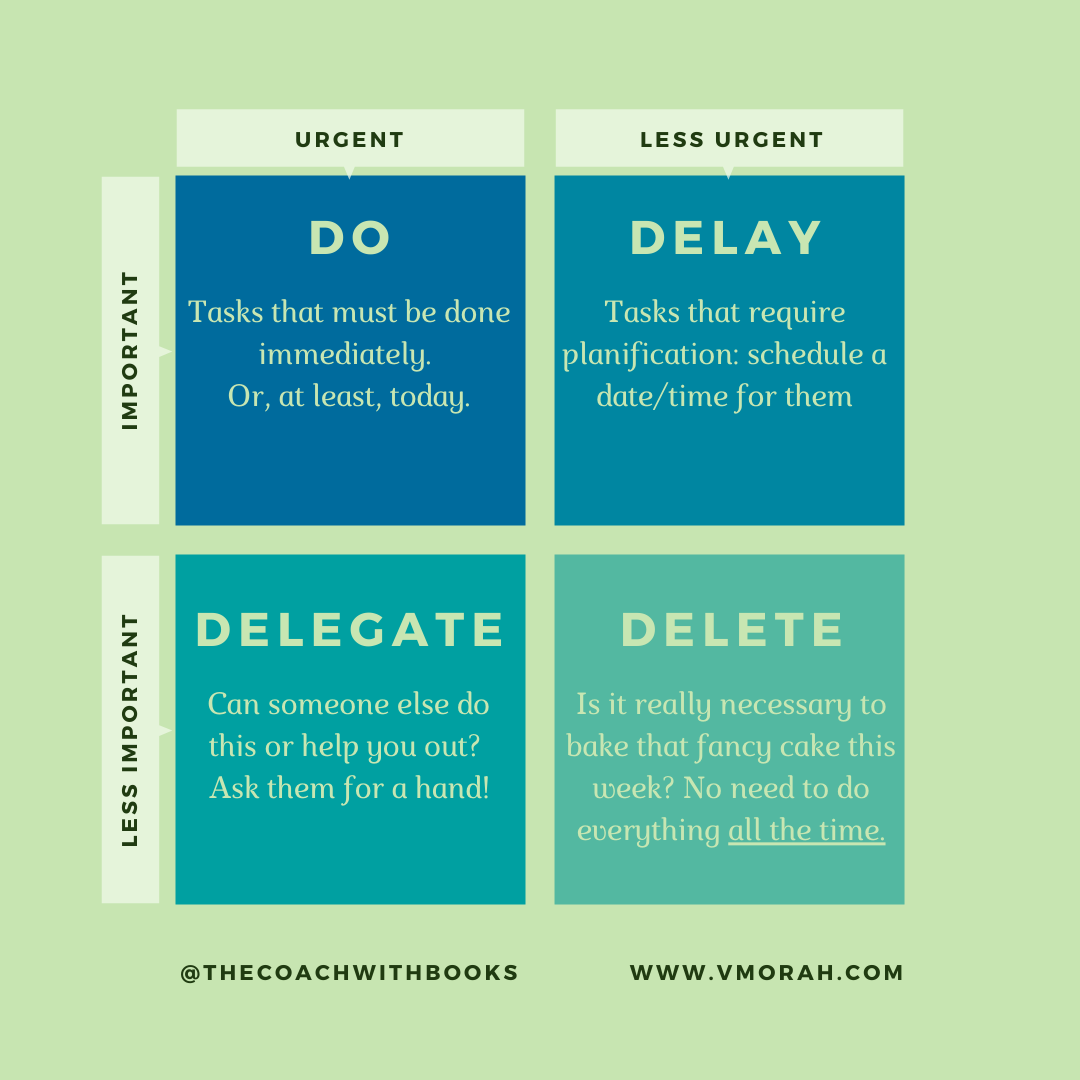 URGENT
LESS URGENT
IMPORTANT
DO
Tasks that must be done
immediately.
Or, at least, today.
DELAY
Tasks that require
planification: schedule a
date/time for them
LESS IMPORTANT
DELEGATE
Can someone else do
this or help you out?
Ask them for a hand!
DELETE
Is it really necessary to
bake that fancy cake this
week? No need to do
everything all the time.
@THECOACHWITHBOOKS
WWW.VMORAH.COM